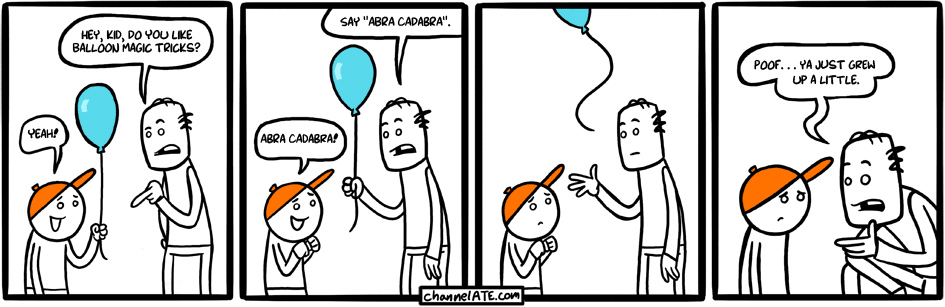 HEY, KID, DO YOU LIKE
BALLOON MAGIC TRICKS?
YEAH!
SAY "ABRA CADABRA".
ABRA CADABRA!
POOF... YA JUST GREW
UP A LITTLE.
channelATE.com